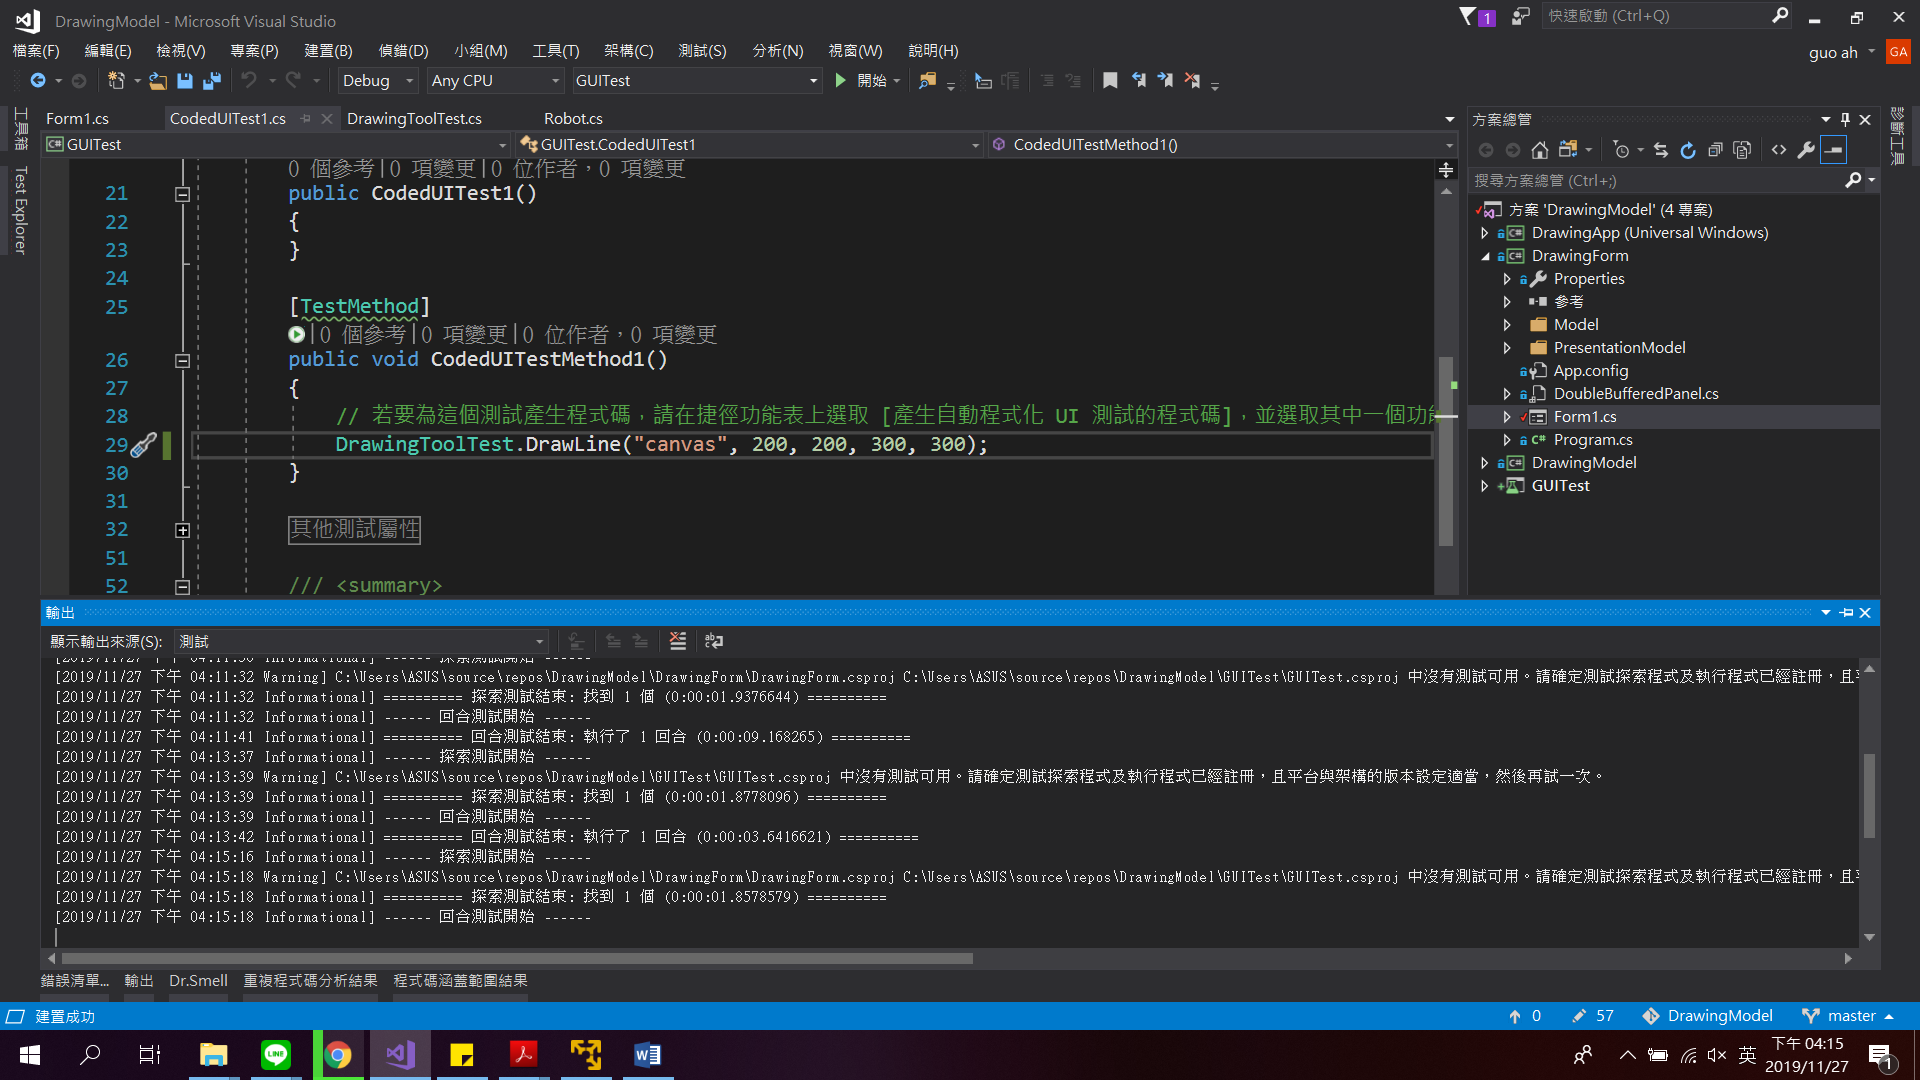 DrawingModel - Microsoft Visual Studio
1
快速啟動 (Ctrl+Q)
檔案(F) 編輯(E) 檢視(V) 專案(P) 建置(B) 偵錯(D) 小組(M) 工具(T) 架構(C) 測試(S) 分析(N) 視窗(W) 說明(H)
guo ah GA
Debug Any CPU GUITest 開始
工具箱
Test Explorer
Form1.cs CodedUITest1.cs DrawingToolTest.cs Robot.cs
GUITest GUITest.CodedUITest1 CodedUITestMethod1()
0 個參考|0 項變更|0 位作者，0 項變更
21 public CodedUITest1()
22 {
23 }
24
25 [TestMethod]
|0 個參考|0 項變更|0 位作者，0 項變更
26 public void CodedUITestMethod1()
27 {
28 // 若要為這個測試產生程式碼，請在捷徑功能表上選取 [產生自動程式化 UI 測試的程式碼]，並選取其中一個功能
29 DrawingToolTest.DrawLine("canvas", 200, 200, 300, 300);
30 }
31
32 其他測試屬性
51
52 /// <summary>
方案總管
搜尋方案總管 (Ctrl+;)
方案 'DrawingModel' (4 專案)
DrawingApp (Universal Windows)
DrawingForm
Properties
參考
Model
PresentationModel
App.config
DoubleBufferedPanel.cs
Form1.cs
Program.cs
DrawingModel
GUITest
診斷工具
輸出
顯示輸出來源(S): 測試
[2019/11/27 下午 04:11:30 Informational] ------ 探索測試開始 ------
[2019/11/27 下午 04:11:32 Warning] C:\Users\ASUS\source\repos\DrawingModel\DrawingForm\DrawingForm.csproj C:\Users\ASUS\source\repos\DrawingModel\GUITest\GUITest.csproj 中沒有測試可用。請確定測試探索程式及執行程式已經註冊，且平
[2019/11/27 下午 04:11:32 Informational] ========== 探索測試結束: 找到 1 個 (0:00:01.9376644) ==========
[2019/11/27 下午 04:11:32 Informational] ------ 回合測試開始 ------
[2019/11/27 下午 04:11:41 Informational] ========== 回合測試結束: 執行了 1 回合 (0:00:09.168265) ==========
[2019/11/27 下午 04:13:37 Informational] ------ 探索測試開始 ------
[2019/11/27 下午 04:13:39 Warning] C:\Users\ASUS\source\repos\DrawingModel\GUITest\GUITest.csproj 中沒有測試可用。請確定測試探索程式及執行程式已經註冊，且平台與架構的版本設定適當，然後再試一次。
[2019/11/27 下午 04:13:39 Informational] ========== 探索測試結束: 找到 1 個 (0:00:01.8778096) ==========
[2019/11/27 下午 04:13:39 Informational] ------ 回合測試開始 ------
[2019/11/27 下午 04:13:42 Informational] ========== 回合測試結束: 執行了 1 回合 (0:00:03.6416621) ==========
[2019/11/27 下午 04:15:16 Informational] ------ 探索測試開始 ------
[2019/11/27 下午 04:15:18 Warning] C:\Users\ASUS\source\repos\DrawingModel\DrawingForm\DrawingForm.csproj C:\Users\ASUS\source\repos\DrawingModel\GUITest\GUITest.csproj 中沒有測試可用。請確定測試探索程式及執行程式已經註冊，且平
[2019/11/27 下午 04:15:18 Informational] ========== 探索測試結束: 找到 1 個 (0:00:01.8578579) ==========
[2019/11/27 下午 04:15:18 Informational] ------ 回合測試開始 ------
錯誤清單... 輸出 Dr.Smell 重複程式碼分析結果 程式碼涵蓋範圍結果
建置成功 0 57 DrawingModel master
LINE
英
下午 04:15
2019/11/27
1